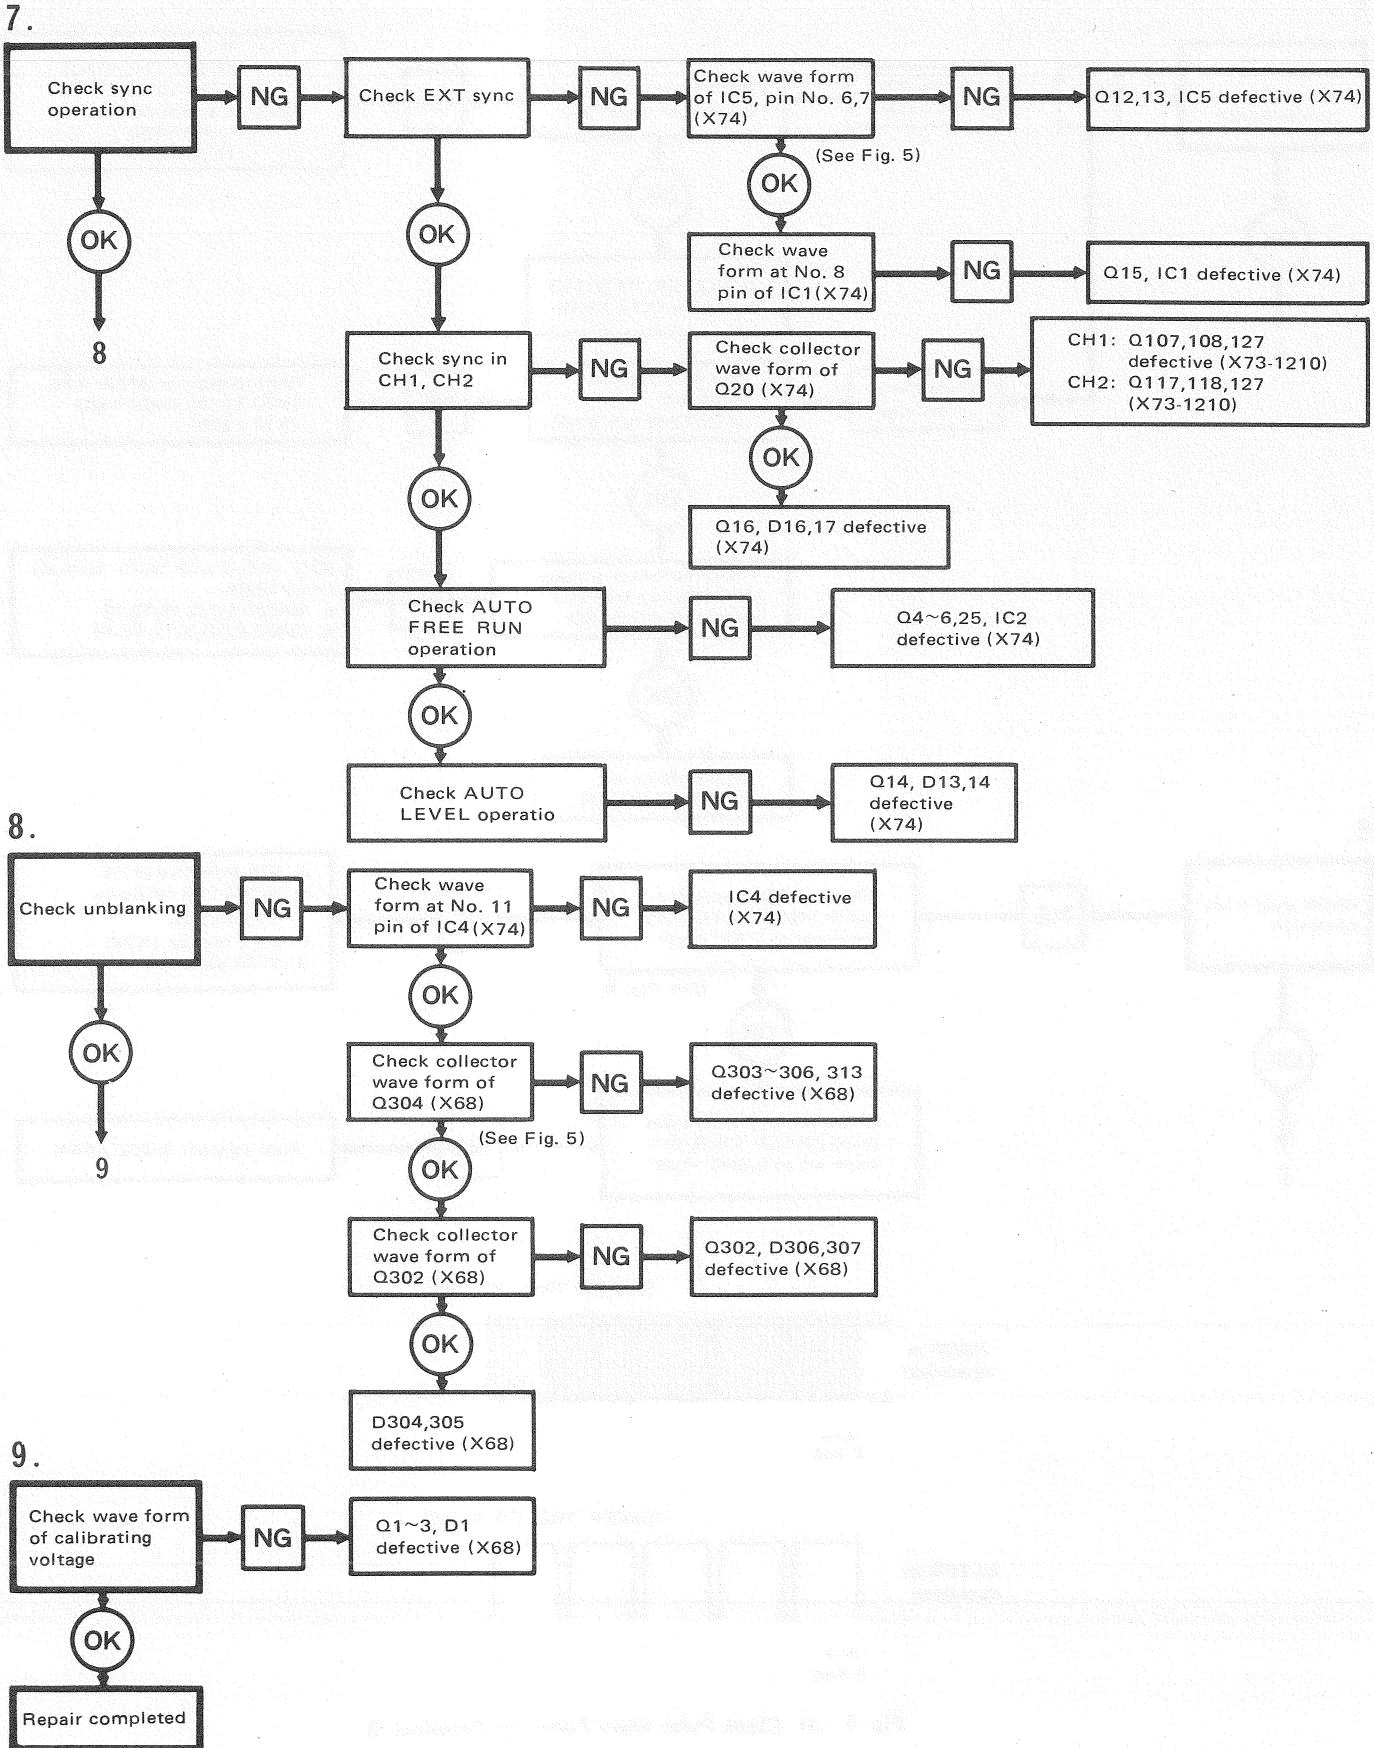 7.
Check sync
operation
NG
Check EXT sync
NG
Check wave form
of IC5, pin No. 6,7
(X74)
NG
Q12,13, IC5 defective (X74)
(See Fig. 5)
OK
OK
OK
Check wave
form at No. 8
pin of IC1(X74)
NG
Q15, IC1 defective (X74)
8
Check sync in
CH1, CH2
NG
Check collector
wave form of
Q20 (X74)
NG
CH1: Q107,108,127
defective (X73-1210)
CH2: Q117,118,127
(X73-1210)
OK
OK
Q16, D16,17 defective
(X74)
Check AUTO
FREE RUN
operation
NG
Q4~6,25, IC2
defective (X74)
OK
Check AUTO
LEVEL operatio
NG
Q14, D13,14
defective
(X74)
8.
Check unblanking
NG
Check wave
form at No. 11
pin of IC4(X74)
NG
IC4 defective
(X74)
OK
OK
9
Check collector
wave form of
Q304 (X68)
NG
Q303~306, 313
defective (X68)
(See Fig. 5)
OK
Check collector
wave form of
Q302 (X68)
NG
Q302, D306,307
defective (X68)
OK
D304,305
defective (X68)
9.
Check wave form
of calibrating
voltage
NG
Q1~3, D1
defective (X68)
OK
Repair completed